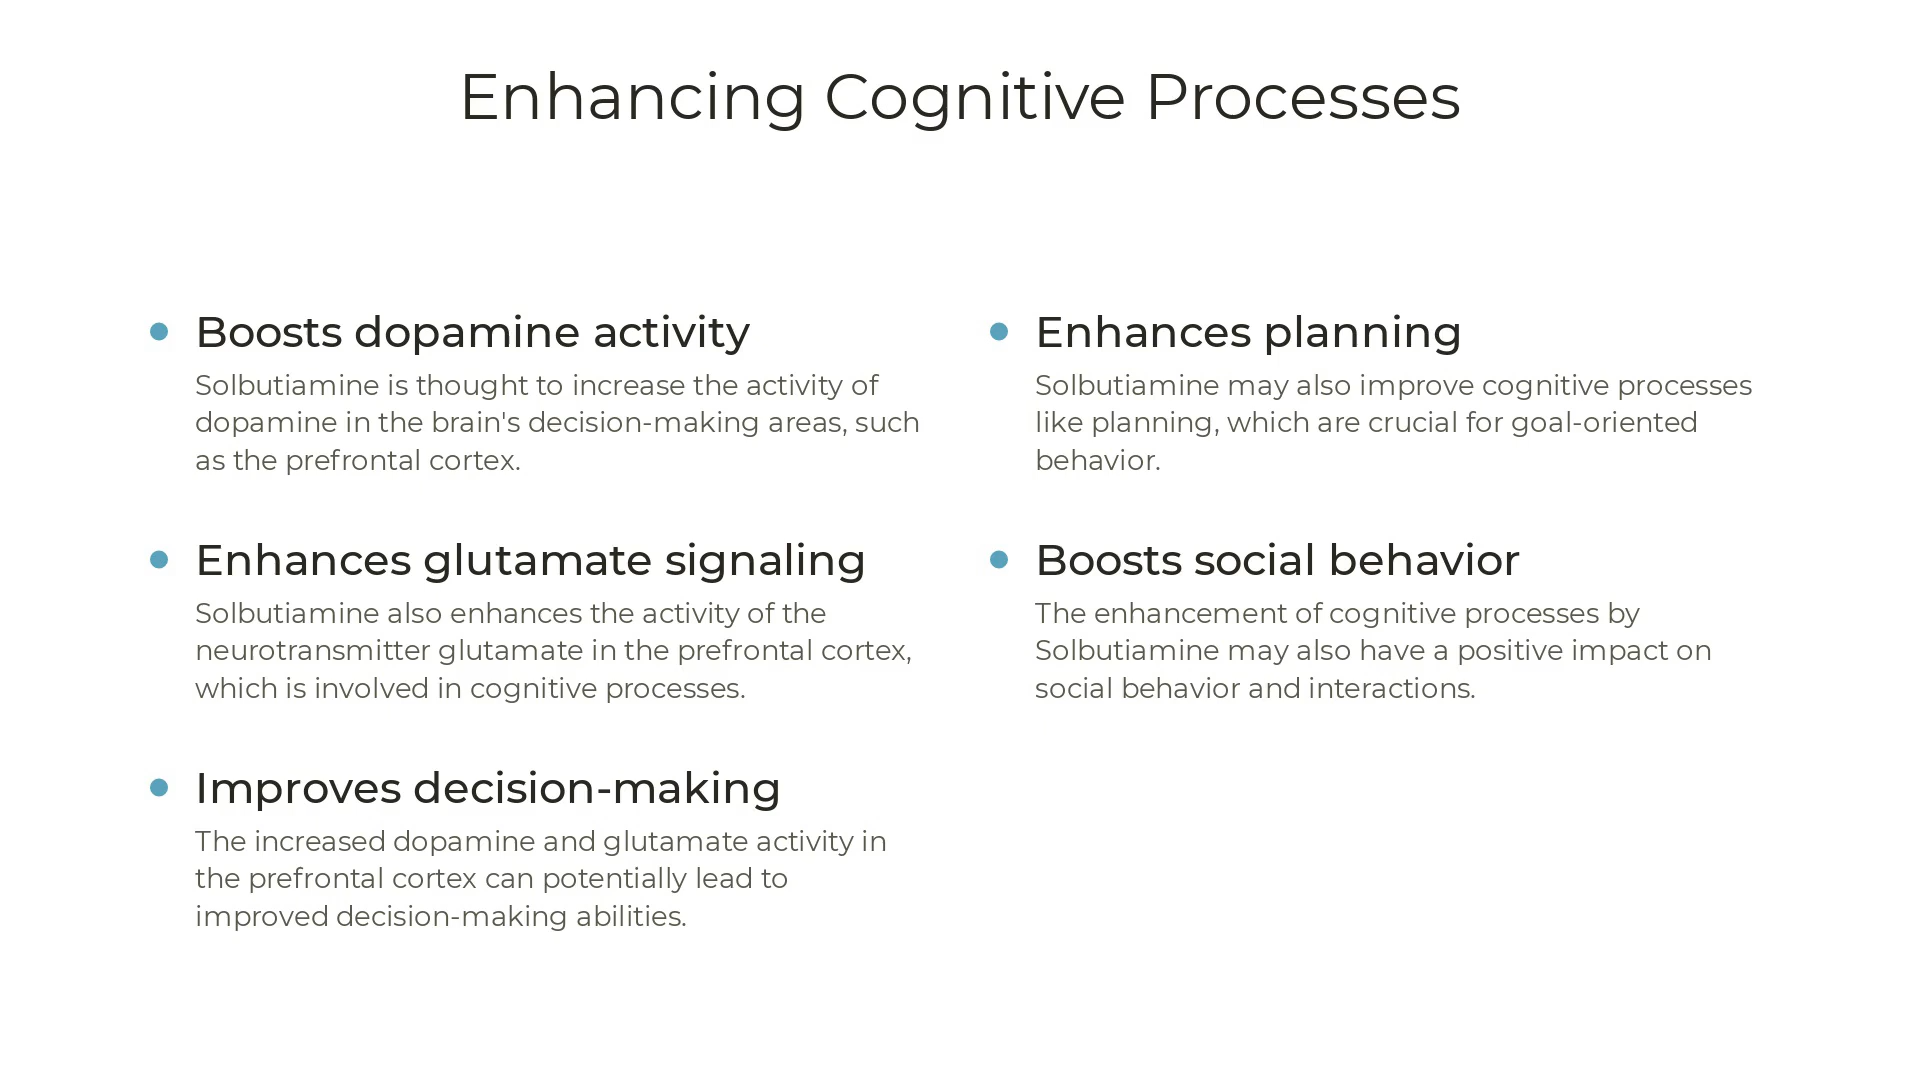 Enhancing Cognitive Processes
Boosts dopamine activity
Solbutiamine is thought to increase the activity of
dopamine in the brain's decision-making areas, such
as the prefrontal cortex.
Enhances glutamate signaling
Solbutiamine also enhances the activity of the
neurotransmitter glutamate in the prefrontal cortex,
which is involved in cognitive processes.
Improves decision-making
The increased dopamine and glutamate activity in
the prefrontal cortex can potentially lead to
improved decision-making abilities.
Enhances planning
Solbutiamine may also improve cognitive processes
like planning, which are crucial for goal-oriented
behavior.
Boosts social behavior
The enhancement of cognitive processes by
Solbutiamine may also have a positive impact on
social behavior and interactions.